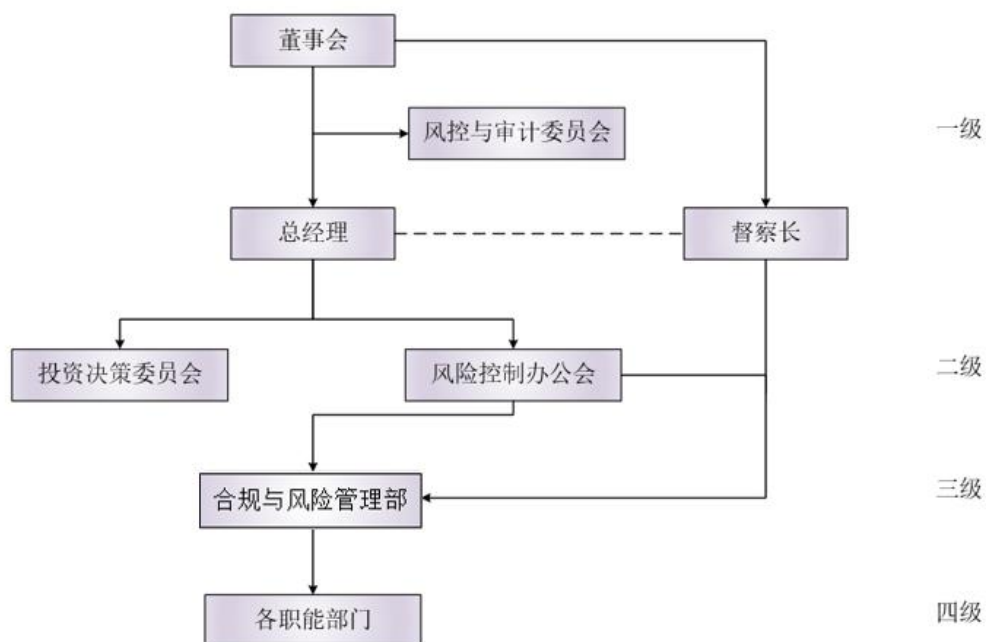 董事会
风控与审计委员会
一级
总经理
督察长
投资决策委员会
风险控制办公会
二级
合规与风险管理部
三级
各职能部门
四级